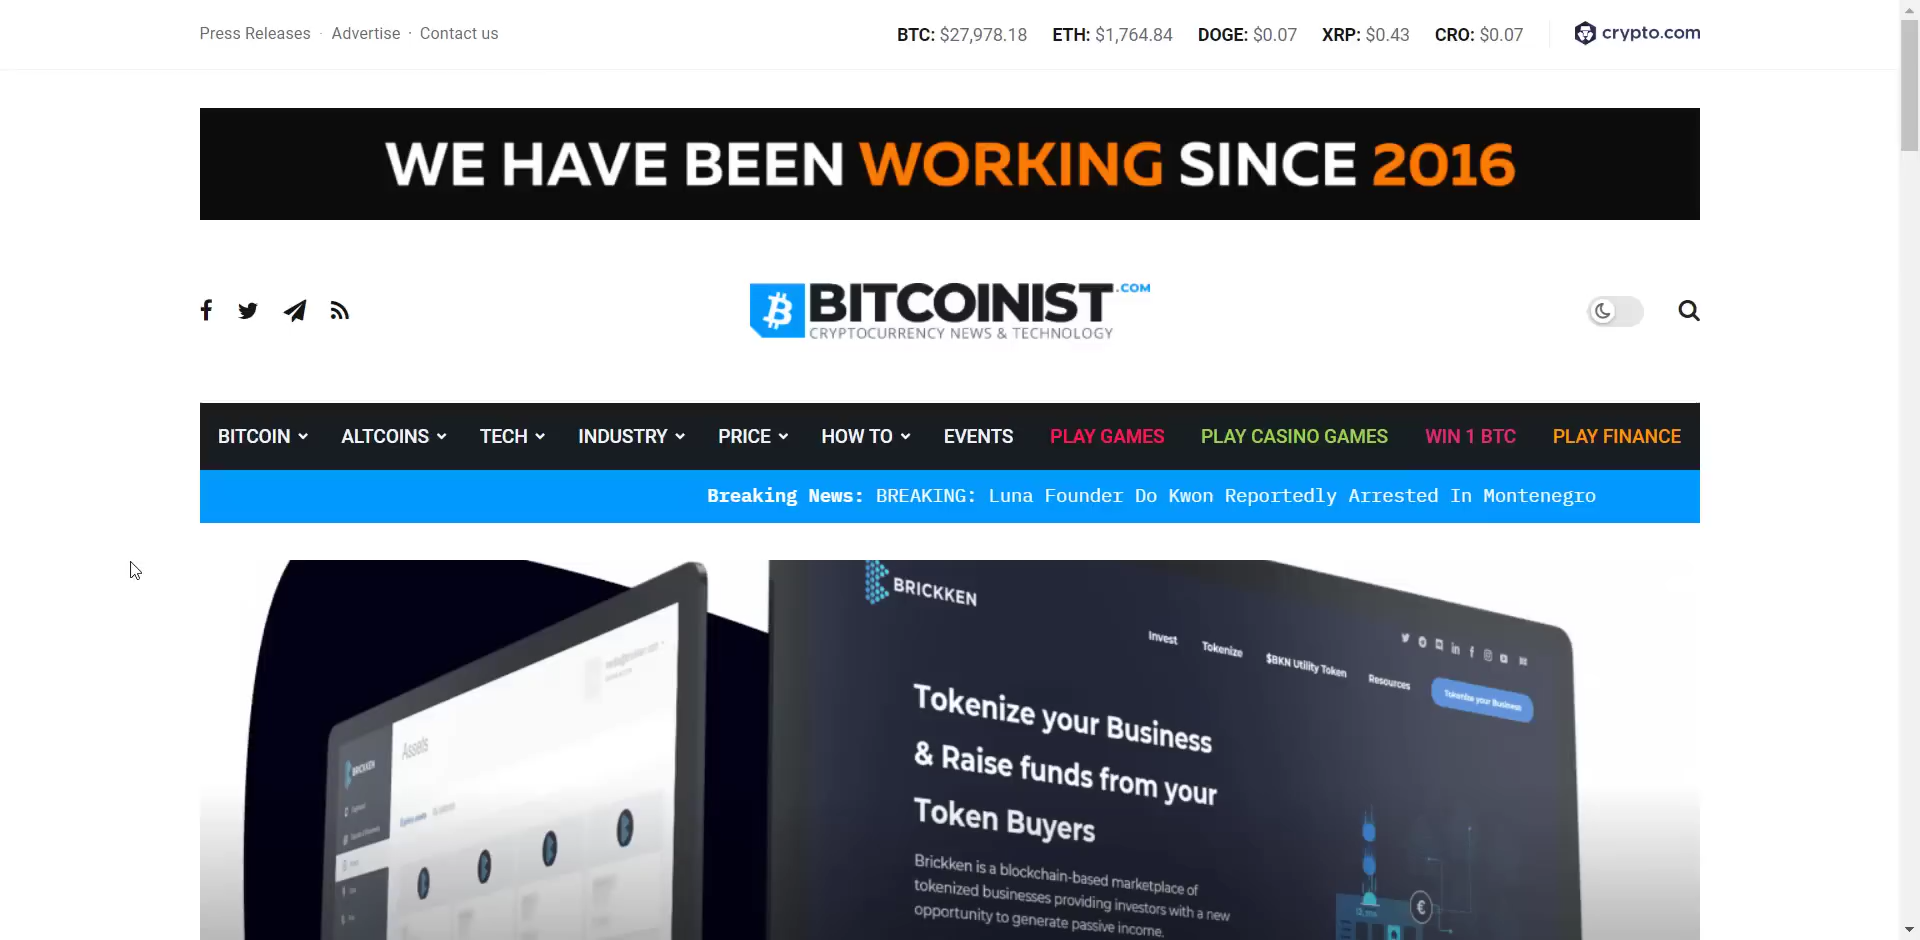 Press Releases · Advertise · Contact us
BTC: $27,978.18 ETH: $1,764.84 DOGE: $0.07 XRP: $0.43 CRO: $0.07 crypto.com
WE HAVE BEEN WORKING SINCE 2016
BITCOINIST.COM
CRYPTOCURRENCY NEWS & TECHNOLOGY
BITCOIN ALTCOINS TECH INDUSTRY PRICE HOW TO EVENTS PLAY GAMES PLAY CASINO GAMES WIN 1 BTC PLAY FINANCE
Breaking News: BREAKING: Luna Founder Do Kwon Reportedly Arrested In Montenegro
BRICKKEN
Invest Tokenize $BKN Utility Token Resources Tokenise your Business
Tokenize your Business
& Raise funds from your
Token Buyers
Brickken is a blockchain-based marketplace of
tokenized businesses providing investors with a new
opportunity to generate passive income.
Assets
BRICKKEN